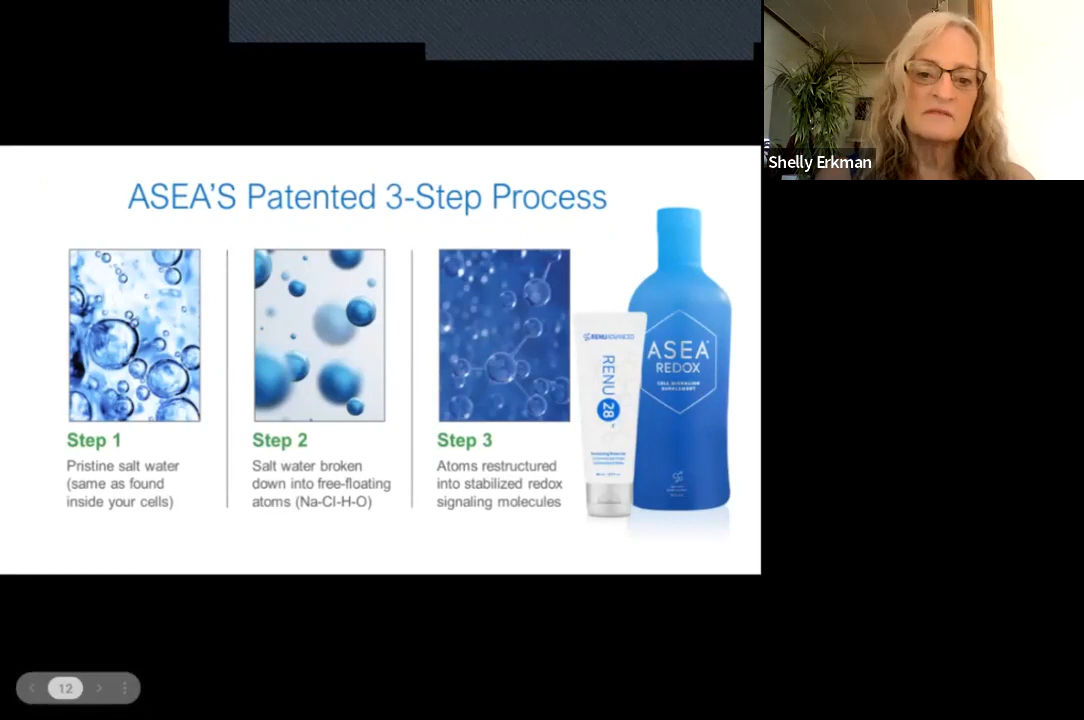 Shelly Erkman
ASEA'S Patented 3-Step Process
Step 1
Pristine salt water
(same as found
inside your cells)
Step 2
Salt water broken
down into free-floating
atoms (Na-Cl-H-O)
Step 3
Atoms restructured
into stabilized redox
signaling molecules
RENUADVANCED
RENU
28
ASEA
REDOX
CELL SIGNALING
SUPPLEMENT
12